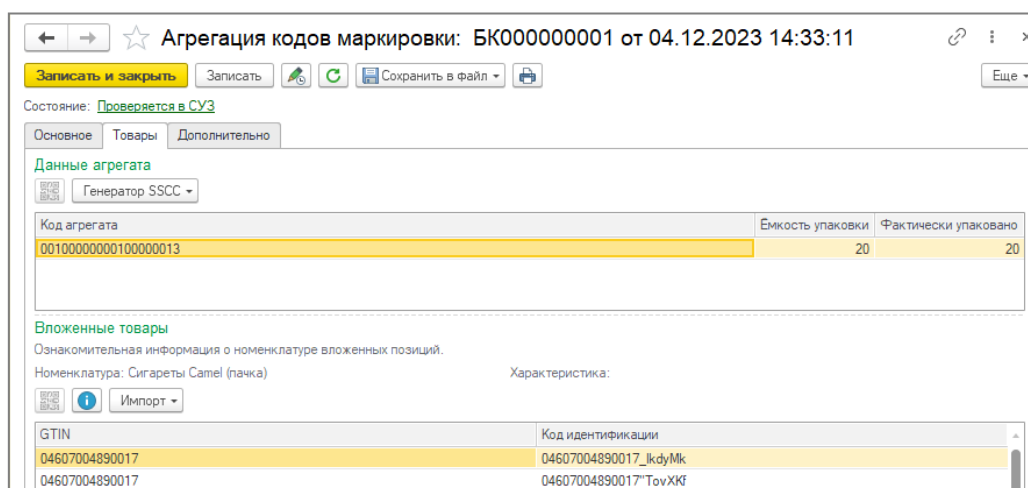 Агрегация кодов маркировки: БК000000001 от 04.12.2023 14:33:11
Записать и закрыть Записать Сохранить в файл Еще
Состояние: Проверяется в СУЗ
Основное Товары Дополнительно
Данные агрегата
Генератор SSCC
Код агрегата Ёмкость упаковки Фактически упаковано
00100000000100000013 20 20
Вложенные товары
Ознакомительная информация о номенклатуре вложенных позиций.
Номенклатура: Сигареты Camel (пачка) Характеристика:
Импорт
GTIN Код идентификации
04607004890017 04607004890017_IkdyMk
04607004890017 04607004890017"TovXKf